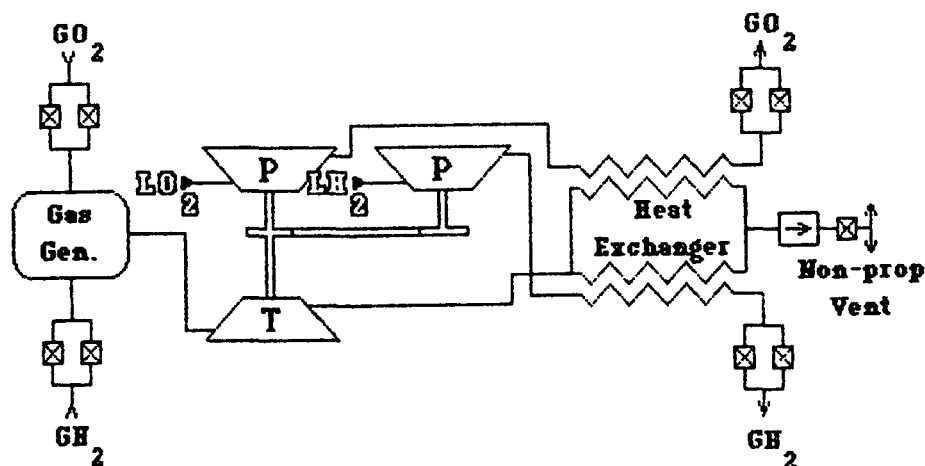 GO2
GO2
P
P
LO2
LH2
Gas
Gen.
Heat
Exchanger
Non-prop
Vent
T
GH2
GH2